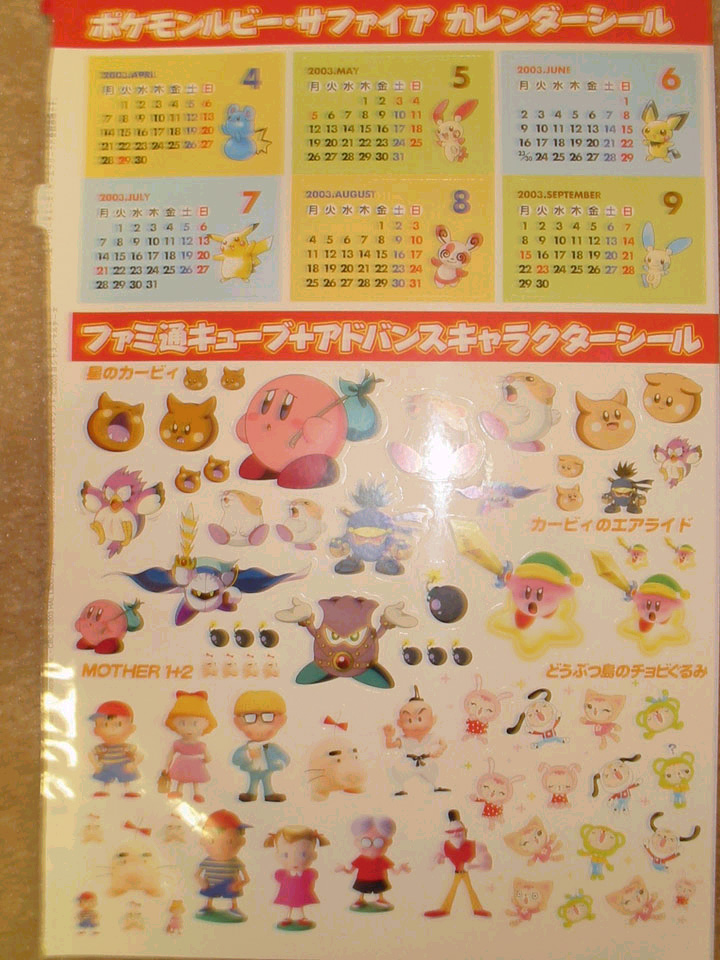 ポケモンルビー・サファイア カレンダーシール
2003.APRIL 4
月 火 水 木 金 土 日
1 2 3 4 5 6
7 8 9 10 11 12 13
14 15 16 17 18 19 20
21 22 23 24 25 26 27
28 29 30
2003.MAY 5
月 火 水 木 金 土 日
1 2 3 4
5 6 7 8 9 10 11
12 13 14 15 16 17 18
19 20 21 22 23 24 25
26 27 28 29 30 31
2003.JUNE 6
月 火 水 木 金 土 日
1
2 3 4 5 6 7 8
9 10 11 12 13 14 15
16 17 18 19 20 21 22
23/30 24 25 26 27 28 29
2003.JULY 7
月 火 水 木 金 土 日
1 2 3 4 5 6
7 8 9 10 11 12 13
14 15 16 17 18 19 20
21 22 23 24 25 26 27
28 29 30 31
2003.AUGUST 8
月 火 水 木 金 土 日
1 2 3
4 5 6 7 8 9 10
11 12 13 14 15 16 17
18 19 20 21 22 23 24
25 26 27 28 29 30 31
2003.SEPTEMBER 9
月 火 水 木 金 土 日
1 2 3 4 5 6 7
8 9 10 11 12 13 14
15 16 17 18 19 20 21
22 23 24 25 26 27 28
29 30
ファミ通キューブ+アドバンスキャラクターシール
星のカービィ
カービィのエアライド
MOTHER 1+2
どうぶつ島のチョビぐるみ